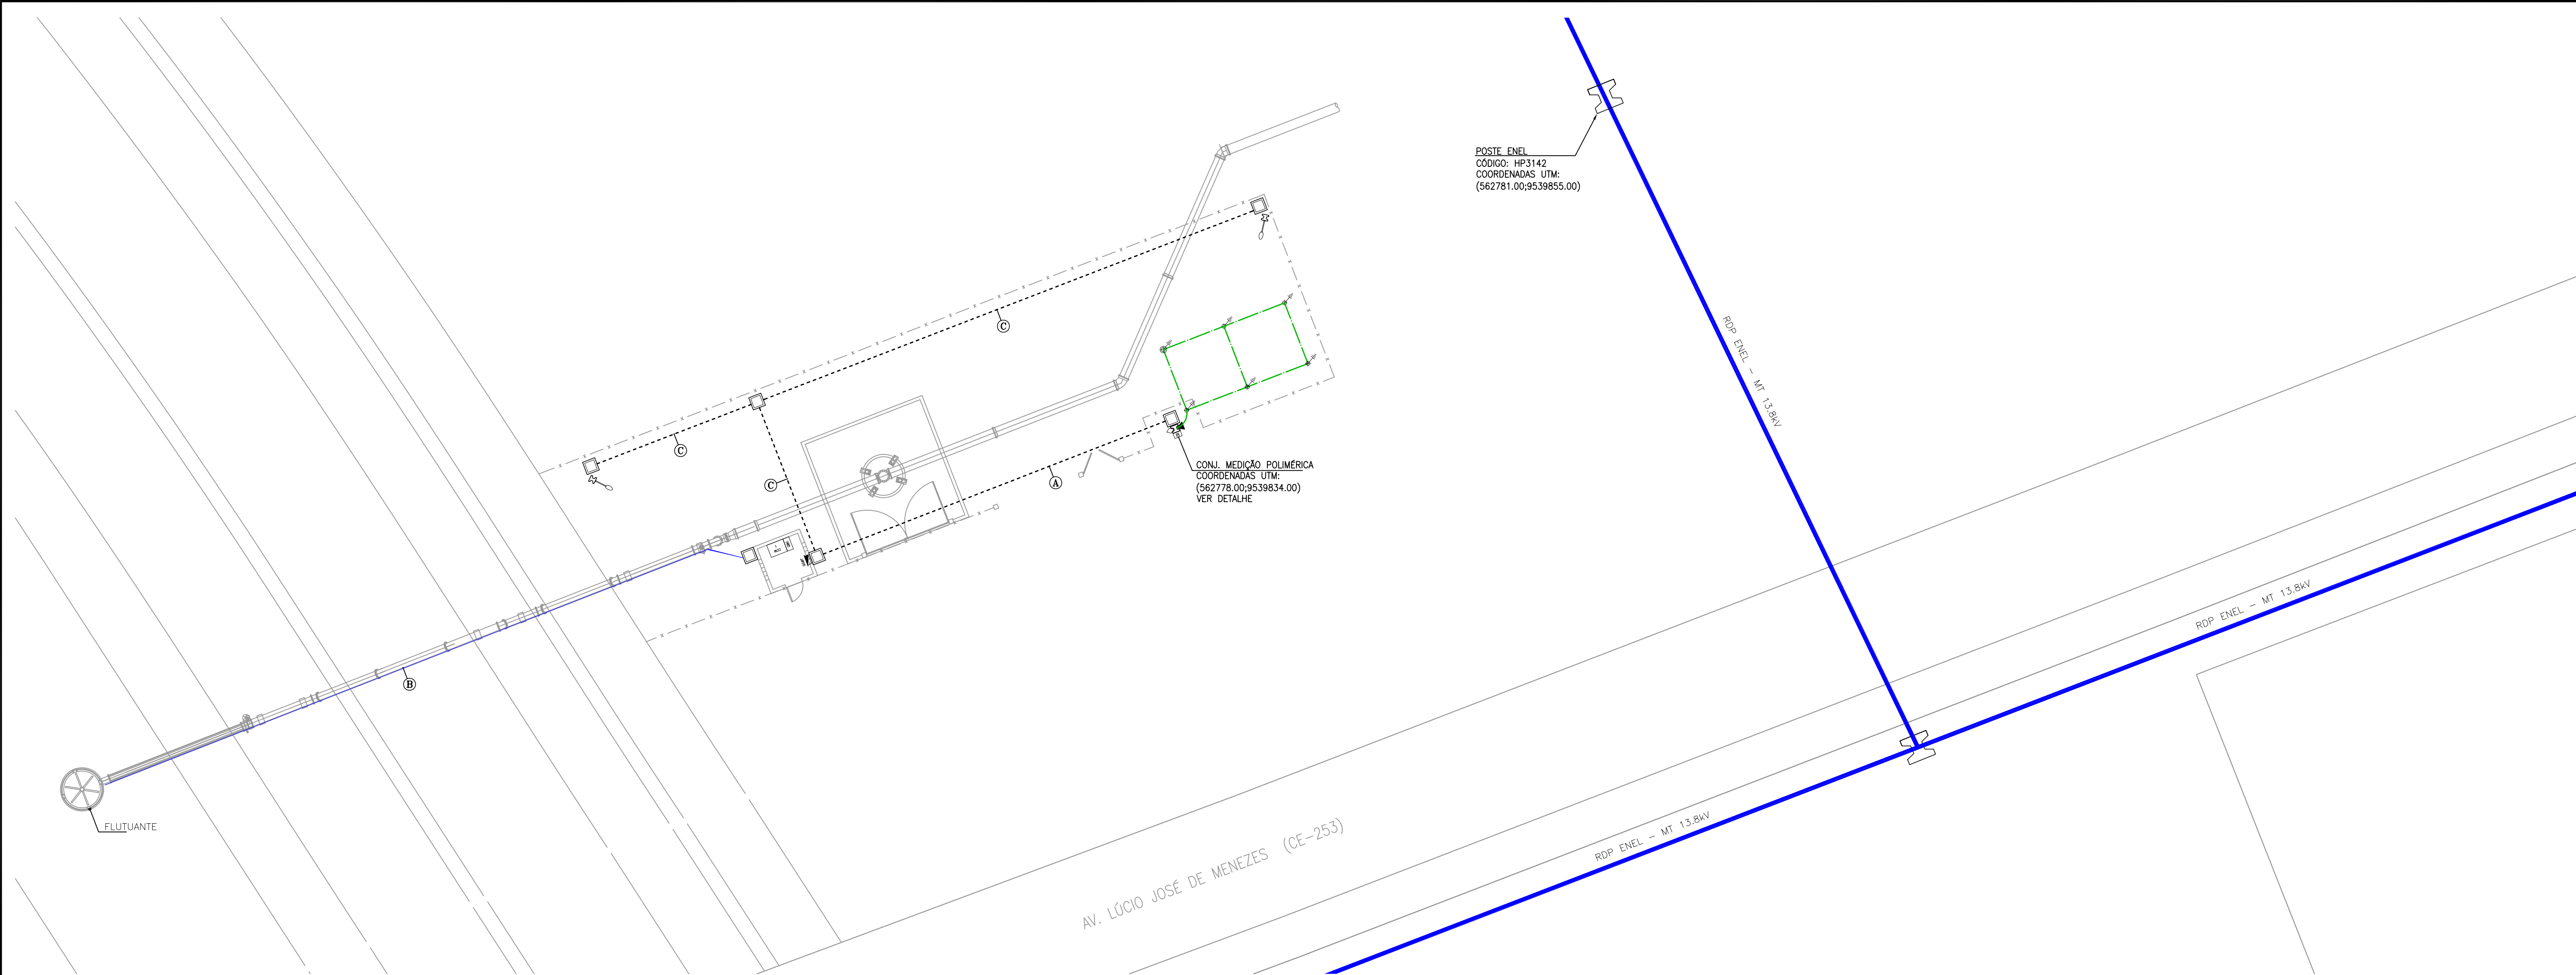 POSTE ENEL
CÓDIGO: HP3142
COORDENADAS UTM:
(562781.00;9539855.00)
RDP ENEL - MT 13.8kV
C
C
C
A
CONJ. MEDIÇÃO POLIMÉRICA
COORDENADAS UTM:
(562778.00;9539834.00)
VER DETALHE
B
RDP ENEL - MT 13.8kV
FLUTUANTE
AV. LÚCIO JOSÉ DE MENEZES (CE-253)
RDP ENEL - MT 13.8kV